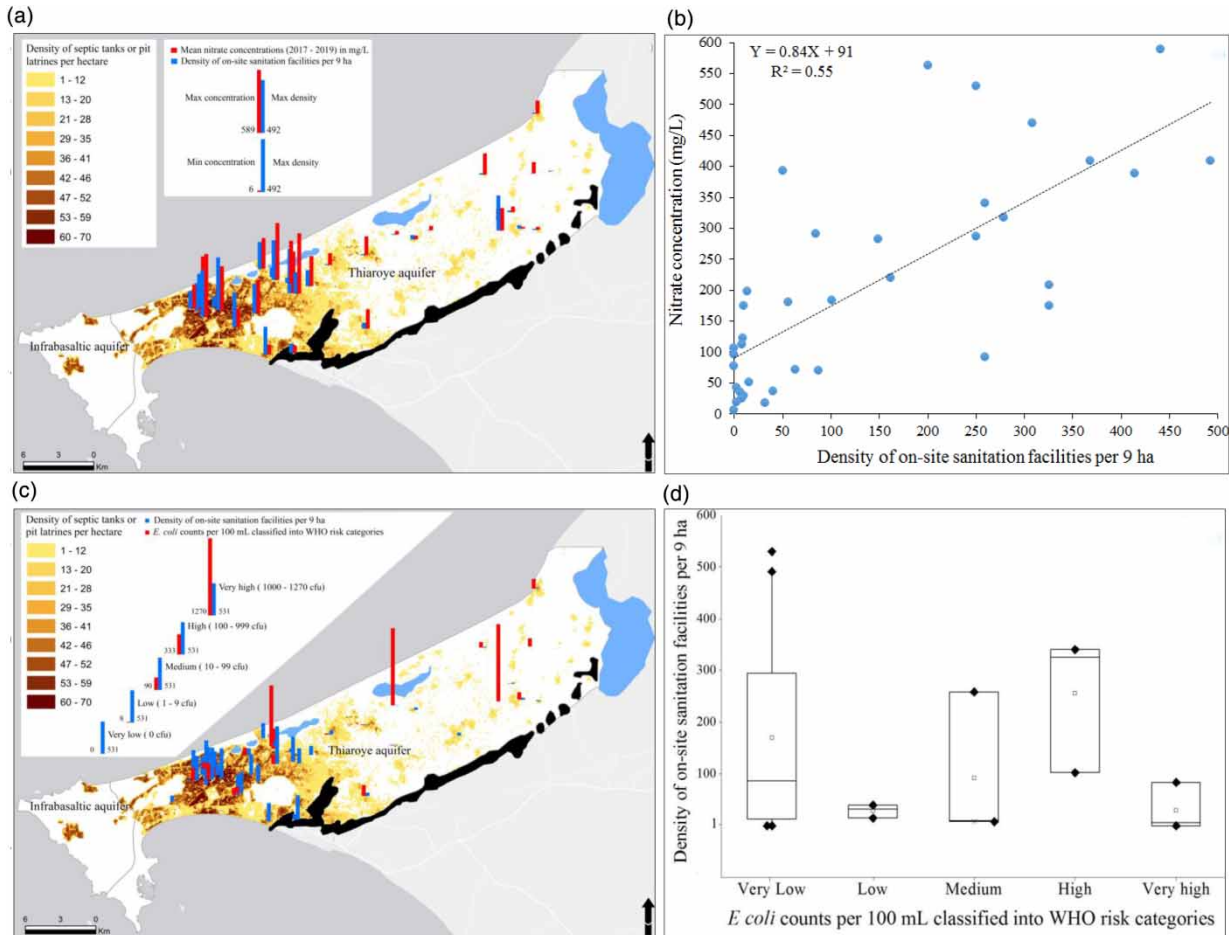 (a)
Density of septic tanks or pit
latrines per hectare
1 - 12
13 - 20
21 - 28
29 - 35
36 - 41
42 - 46
47 - 52
53 - 59
60 - 70
Mean nitrate concentrations (2017 - 2019) in mg/L
Density of on-site sanitation facilities per 9 ha
Max concentration
Max density
589
492
Min concentration
Max density
6
492
Thiaroye aquifer
Infrabasaltic aquifer
6 0
Km
(b)
Y = 0.84X + 91
R² = 0.55
Nitrate concentration (mg/L)
600
550
500
450
400
350
300
250
200
150
100
50
0
0 50 100 150 200 250 300 350 400 450 500
Density of on-site sanitation facilities per 9 ha
(c)
Density of septic tanks or
pit latrines per hectare
1 - 12
13 - 20
21 - 28
29 - 35
36 - 41
42 - 46
47 - 52
53 - 59
60 - 70
Density of on-site sanitation facilities per 9 ha
E. coli counts per 100 mL classified into WHO risk categories
Very high ( 1000 - 1270 cfu)
1270
531
High ( 100 - 999 cfu)
333
531
Medium ( 10 - 99 cfu)
90
531
Low ( 1 - 9 cfu)
531
Very low ( 0 cfu)
0
531
Thiaroye aquifer
Infrabasaltic aquifer
6 0
Km
(d)
Density of on-site sanitation facilities per 9 ha
600
500
400
300
200
100
1
Very Low Low Medium High Very high
E coli counts per 100 mL classified into WHO risk categories